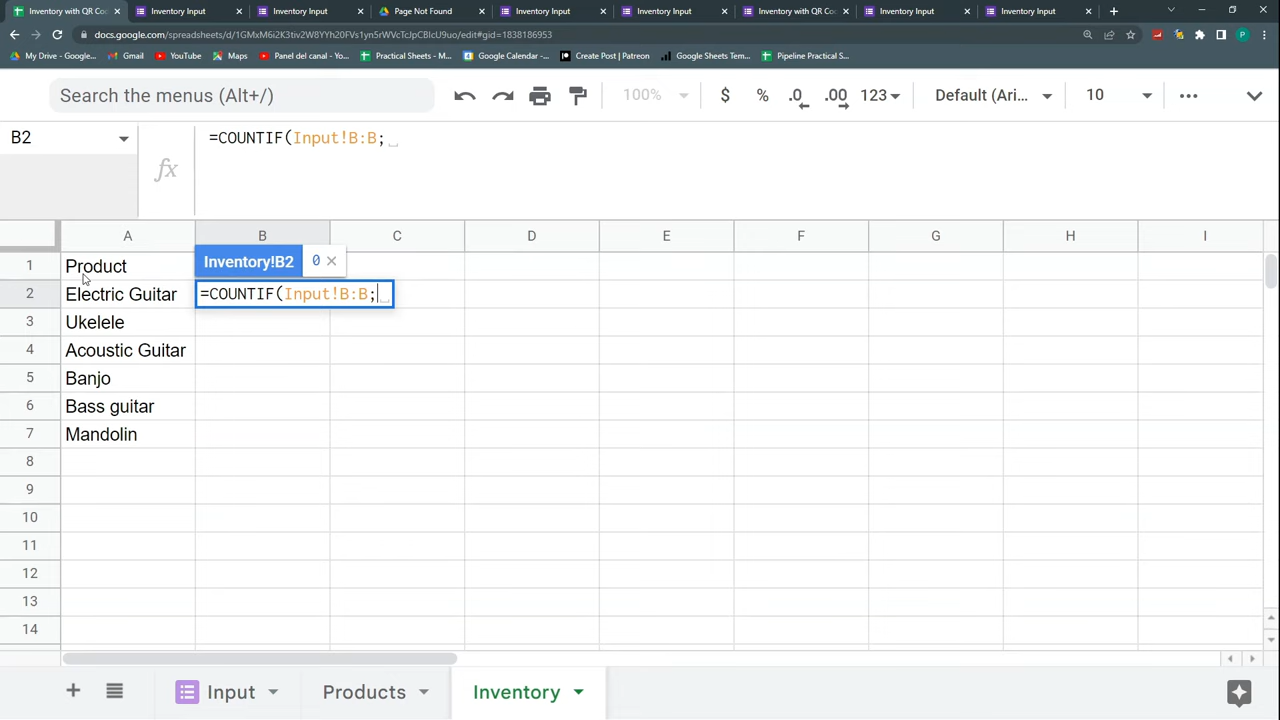 Inventory with QR Co
Inventory Input
Inventory Input
Page Not Found
Inventory Input
Inventory Input
Inventory with QR Co
Inventory Input
Inventory Input
docs.google.com/spreadsheets/d/1GMxM6i2K3tiv2W8YYh20FVs1yn5rWVcTcJpCBIcU9uo/edit#gid=1838186953
My Drive - Google...
Gmail
YouTube
Maps
Panel del canal - Yo...
Practical Sheets - M...
Google Calendar -...
Create Post | Patreon
Google Sheets Tem...
Pipeline Practical S...
Search the menus (Alt+/)
100%
$ % .0 .00 123
Default (Ari...
10
B2
fx
=COUNTIF(Input!B:B;
A B C D E F G H I
1 Product
Inventory!B2 0 ×
2 Electric Guitar =COUNTIF(Input!B:B;
3 Ukelele
4 Acoustic Guitar
5 Banjo
6 Bass guitar
7 Mandolin
8
9
10
11
12
13
14
Input
Products
Inventory